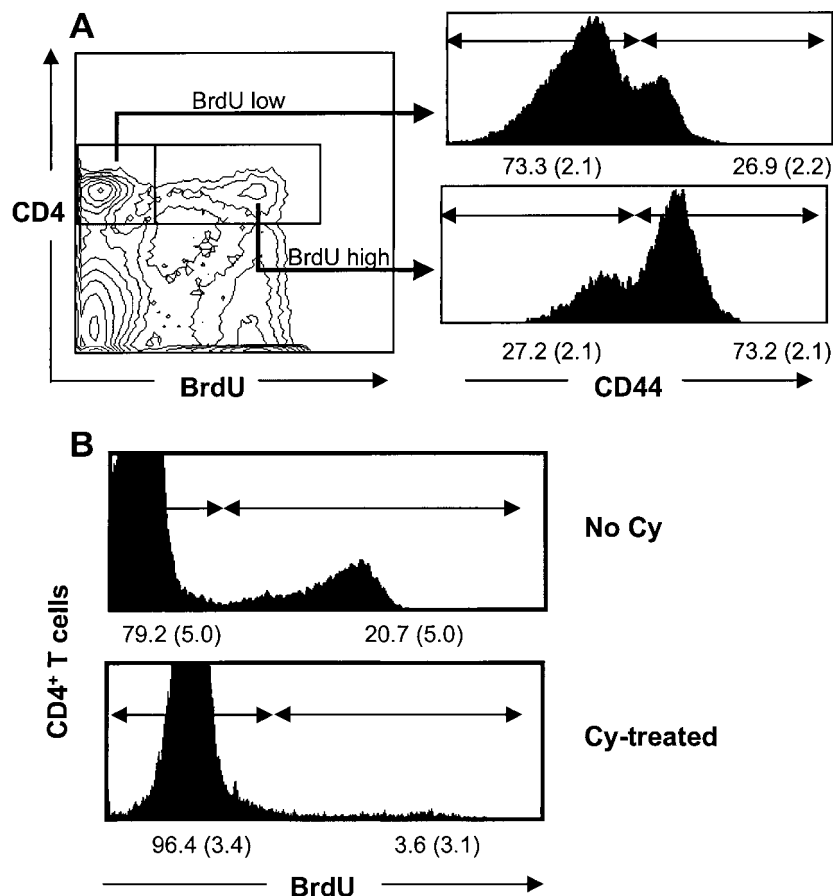 A
BrdU low
CD4
BrdU high
BrdU
73.3 (2.1) 26.9 (2.2)
27.2 (2.1) 73.2 (2.1)
CD44
B
CD4+ T cells
No Cy
79.2 (5.0) 20.7 (5.0)
Cy-treated
96.4 (3.4) 3.6 (3.1)
BrdU